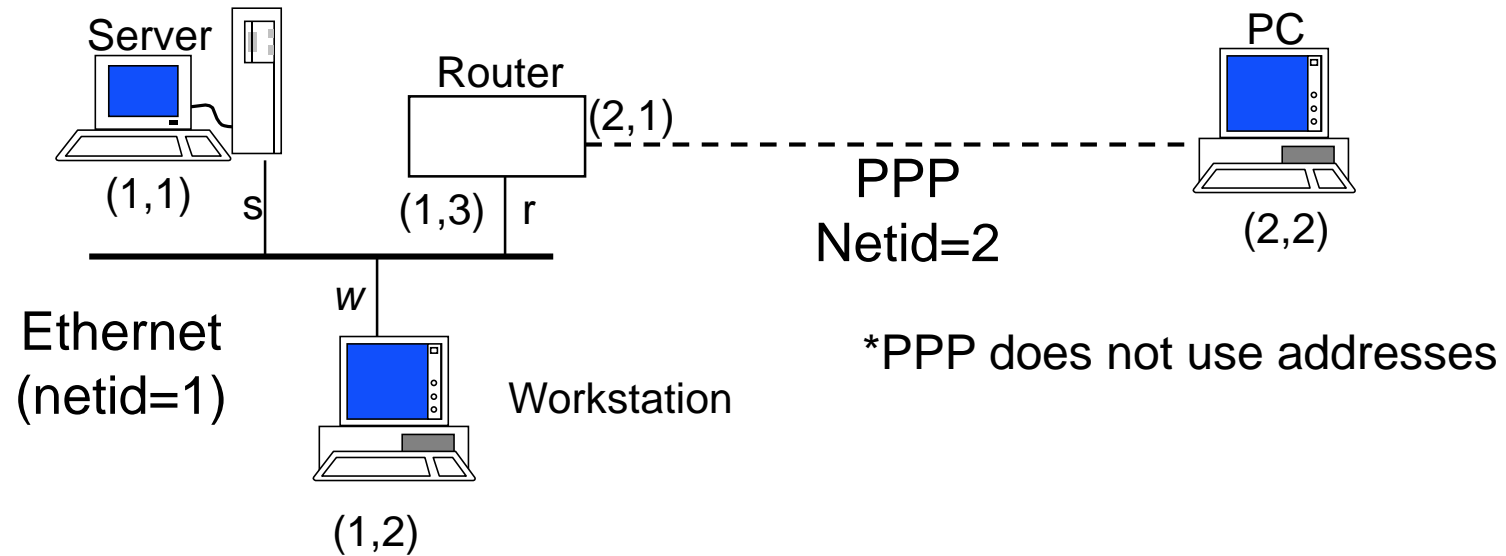 Server
Router
PC
(2,1)
(1,1)
s
(1,3)
r
PPP
Netid=2
(2,2)
w
Ethernet
(netid=1)
*PPP does not use addresses
Workstation
(1,2)